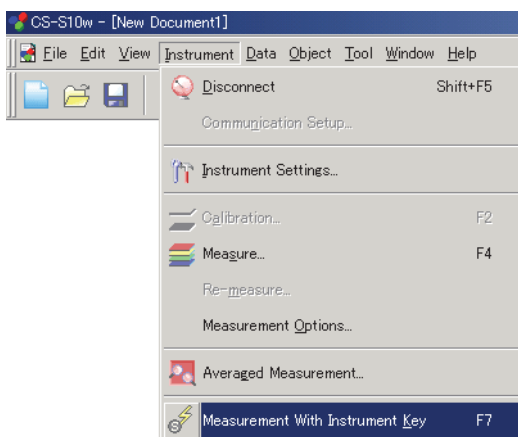 CS-S10w - [New Document1]
File Edit View Instrument Data Object Tool Window Help
Disconnect Shift+F5
Communication Setup...
Instrument Settings...
Calibration... F2
Measure... F4
Re-measure...
Measurement Options...
Averaged Measurement...
Measurement With Instrument Key F7